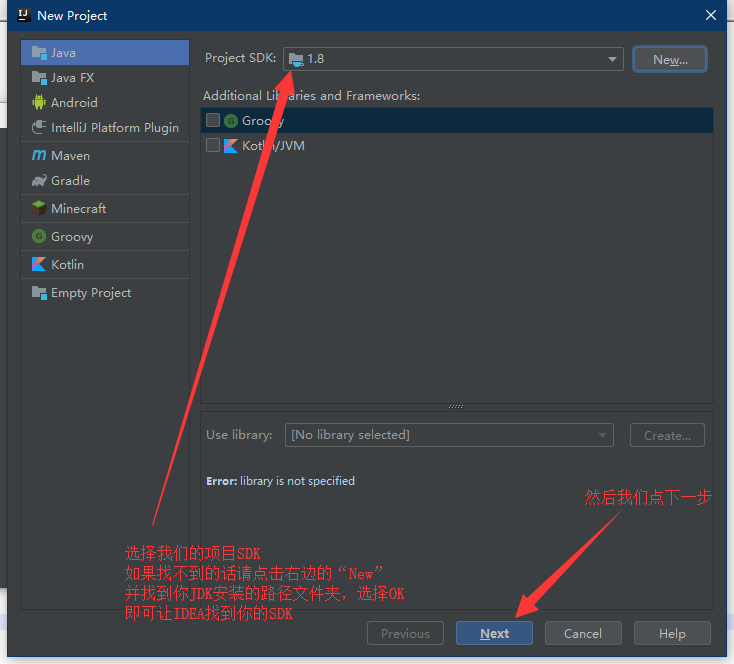 New Project
Java
Java FX
Android
IntelliJ Platform Plugin
Maven
Gradle
Minecraft
Groovy
Kotlin
Empty Project
Project SDK:
1.8
New...
Additional Libraries and Frameworks:
Groovy
Kotlin/JVM
Use library:
[No library selected]
Create...
Error: library is not specified
然后我们点下一步
选择我们的项目SDK
如果找不到的话请点击右边的“New”
并找到你JDK安装的路径文件夹，选择OK
即可让IDEA找到你的SDK
Previous
Next
Cancel
Help